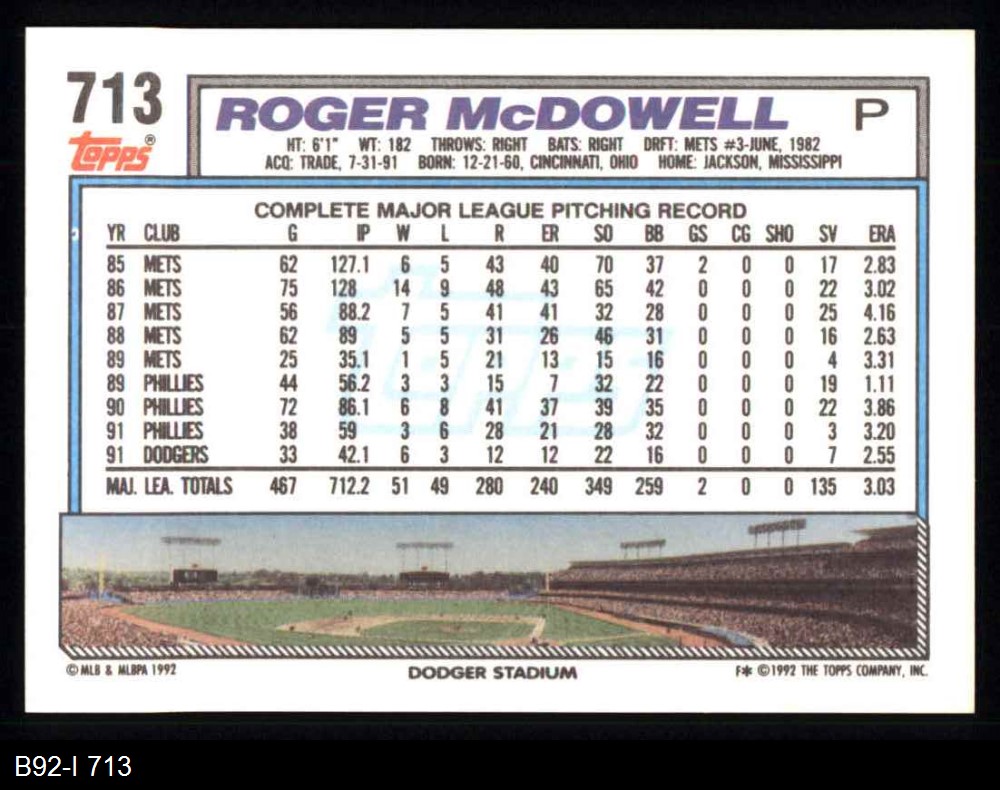 713
Topps®
ROGER McDOWELL P
HT: 6'1" WT: 182 THROWS: RIGHT BATS: RIGHT DRFT: METS #3-JUNE, 1982
ACQ: TRADE, 7-31-91 BORN: 12-21-60, CINCINNATI, OHIO HOME: JACKSON, MISSISSIPPI
COMPLETE MAJOR LEAGUE PITCHING RECORD
YR CLUB G IP W L R ER SO BB GS CG SHO SV ERA
85 METS 62 127.1 6 5 43 40 70 37 2 0 0 17 2.83
86 METS 75 128 14 9 48 43 65 42 0 0 0 22 3.02
87 METS 56 88.2 7 5 41 41 32 28 0 0 0 25 4.16
88 METS 62 89 5 5 31 26 46 31 0 0 0 16 2.63
89 METS 25 35.1 1 5 21 13 15 16 0 0 0 4 3.31
89 PHILLIES 44 56.2 3 3 15 7 32 22 0 0 0 19 1.11
90 PHILLIES 72 86.1 6 8 41 37 39 35 0 0 0 22 3.86
91 PHILLIES 38 59 3 6 28 21 28 32 0 0 0 3 3.20
91 DODGERS 33 42.1 6 3 12 12 22 16 0 0 0 7 2.55
MAJ. LEA. TOTALS 467 712.2 51 49 280 240 349 259 2 0 0 135 3.03
Topps
© MLB & MLBPA 1992 DODGER STADIUM F* © 1992 THE TOPPS COMPANY, INC.
B92-I 713